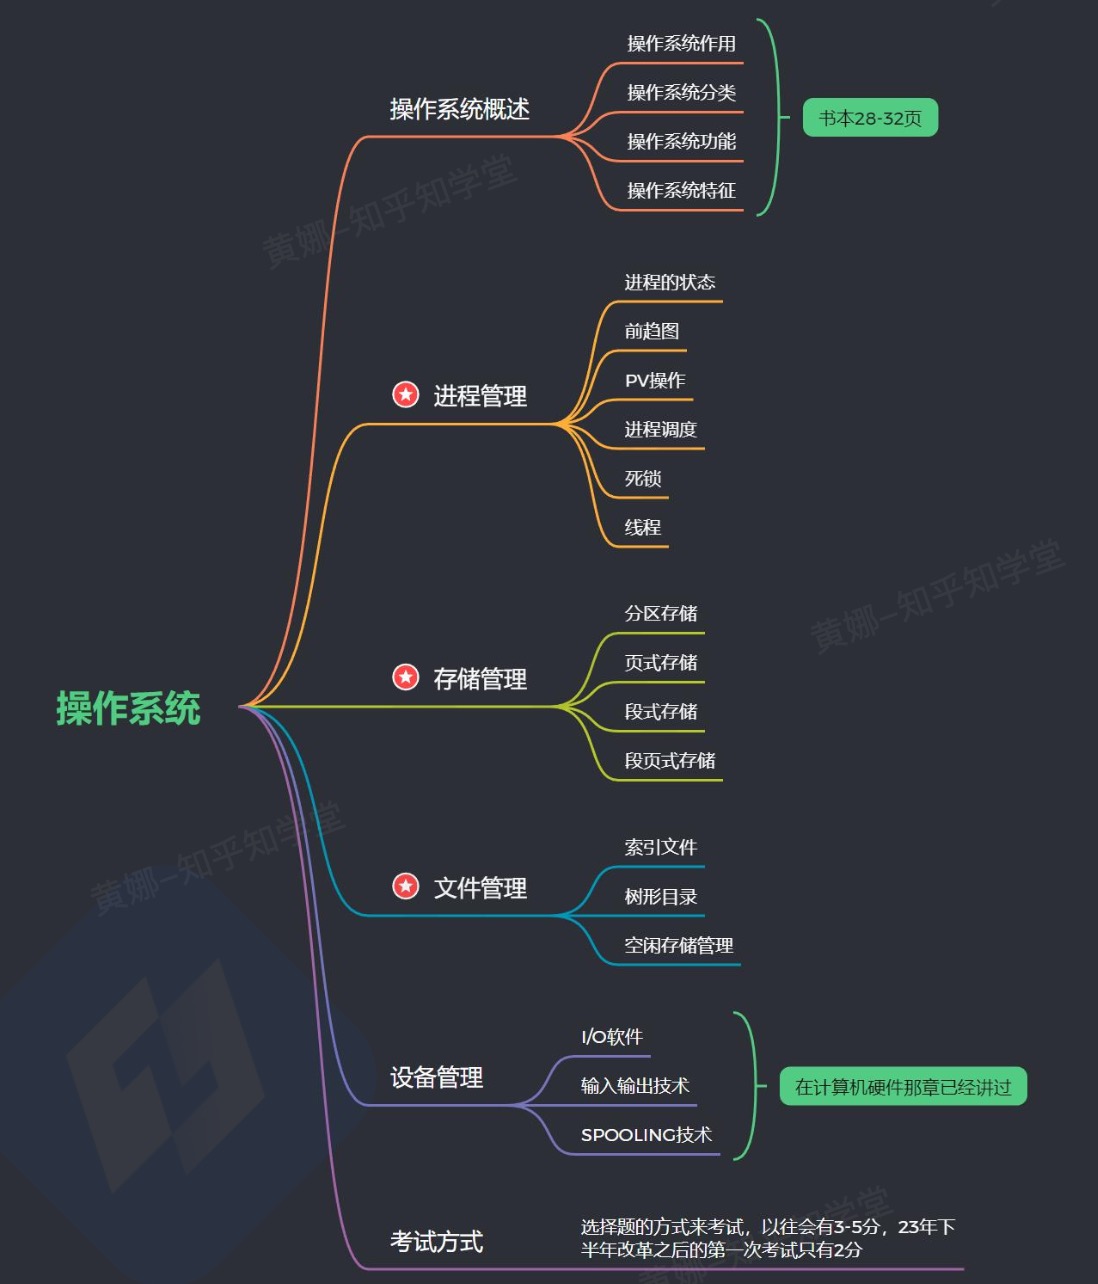 操作系统
操作系统概述
操作系统作用
操作系统分类
操作系统功能
操作系统特征
书本28-32页
进程管理
进程的状态
前趋图
PV操作
进程调度
死锁
线程
存储管理
分区存储
页式存储
段式存储
段页式存储
文件管理
索引文件
树形目录
空闲存储管理
设备管理
I/O软件
输入输出技术
SPOOLING技术
在计算机硬件那章已经讲过
考试方式
选择题的方式来考试，以往会有3-5分，23年下
半年改革之后的第一次考试只有2分
黄娜-知乎知学堂
黄娜-知乎知学堂
黄娜-知乎知学堂
黄娜-知乎知学堂